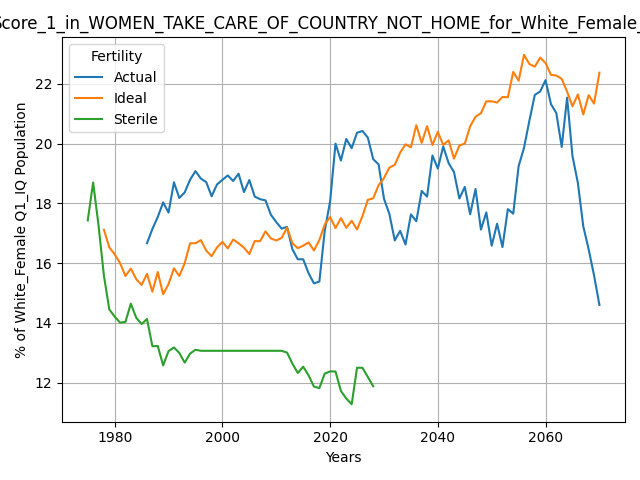 Score_1_in_WOMEN_TAKE_CARE_OF_COUNTRY_NOT_HOME_for_White_Female_
Fertility
Actual
Ideal
Sterile
% of White_Female Q1_IQ Population
22
20
18
16
14
12
1980 2000 2020 2040 2060
Years